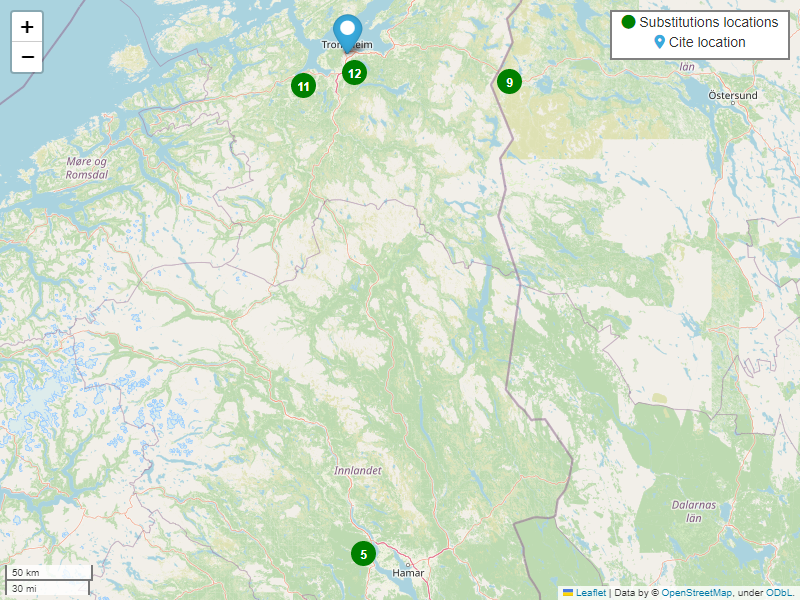 +
−
Substitutions locations
Cite location
Trondheim
12
11
9
län
Östersund
Møre og
Romsdal
Innlandet
Dalarnas
län
5
Hamar
50 km
30 mi
Leaflet | Data by © OpenStreetMap, under ODbL.